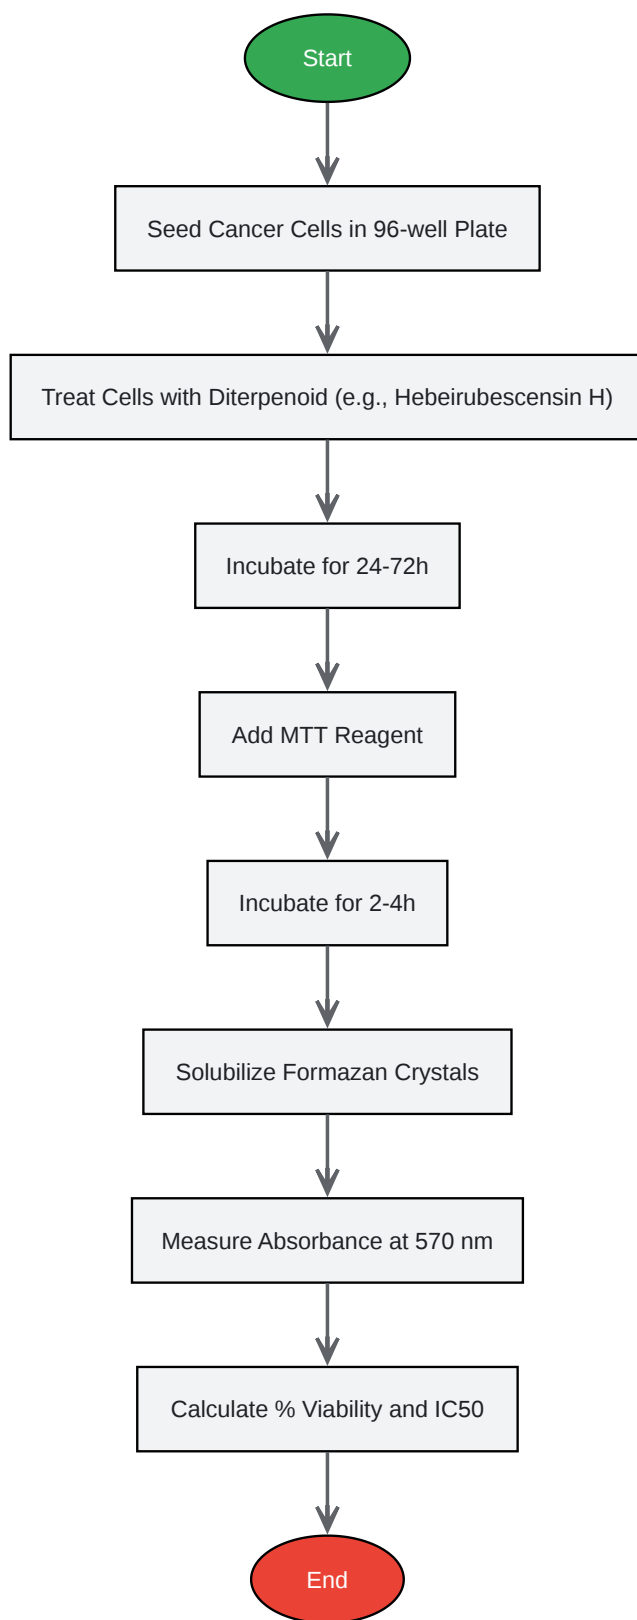 Start
Seed Cancer Cells in 96-well Plate
Treat Cells with Diterpenoid (e.g., Hebeirubescensin H)
Incubate for 24-72h
Add MTT Reagent
Incubate for 2-4h
Solubilize Formazan Crystals
Measure Absorbance at 570 nm
Calculate % Viability and IC50
End